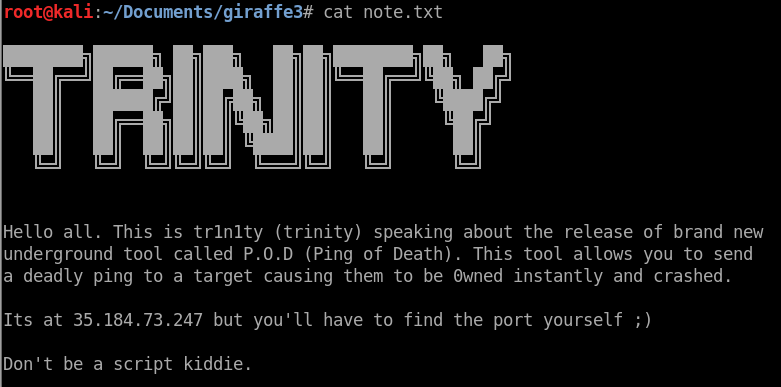 root@kali:~/Documents/giraffe3# cat note.txt
TRINITY
Hello all. This is tr1n1ty (trinity) speaking about the release of brand new
underground tool called P.O.D (Ping of Death). This tool allows you to send
a deadly ping to a target causing them to be 0wned instantly and crashed.
Its at 35.184.73.247 but you'll have to find the port yourself ;)
Don't be a script kiddie.